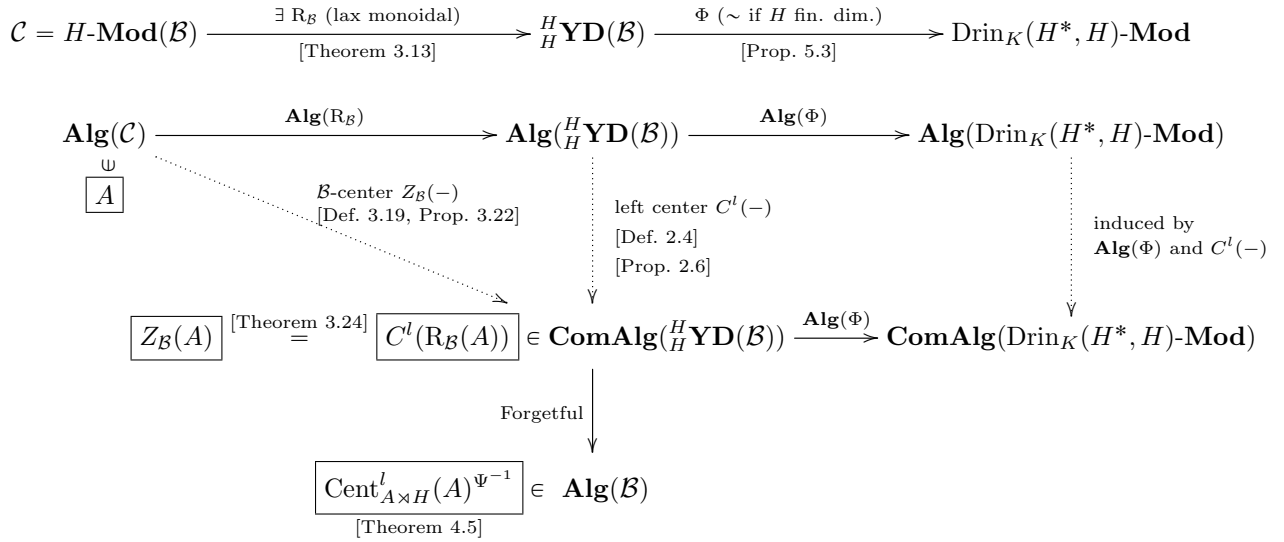 ∃ R_ℬ (lax monoidal) Φ (∼ if H fin. dim.)
𝒞 = H-Mod(ℬ) ^H_H YD(ℬ) Drin_K(H*, H)-Mod
[Theorem 3.13] [Prop. 5.3]
Alg(R_ℬ) Alg(Φ)
Alg(𝒞) Alg(^H_H YD(ℬ)) Alg(Drin_K(H*, H)-Mod)
∋
A
ℬ-center Z_ℬ(−)
[Def. 3.19, Prop. 3.22]
left center C^l(−)
[Def. 2.4]
[Prop. 2.6]
induced by
Alg(Φ) and C^l(−)
Z_ℬ(A) [Theorem 3.24] = C^l(R_ℬ(A)) ∈ ComAlg(^H_H YD(ℬ)) Alg(Φ) ComAlg(Drin_K(H*, H)-Mod)
Forgetful
Cent^l_{A⋊H}(A)^{Ψ^{-1}} ∈ Alg(ℬ)
[Theorem 4.5]